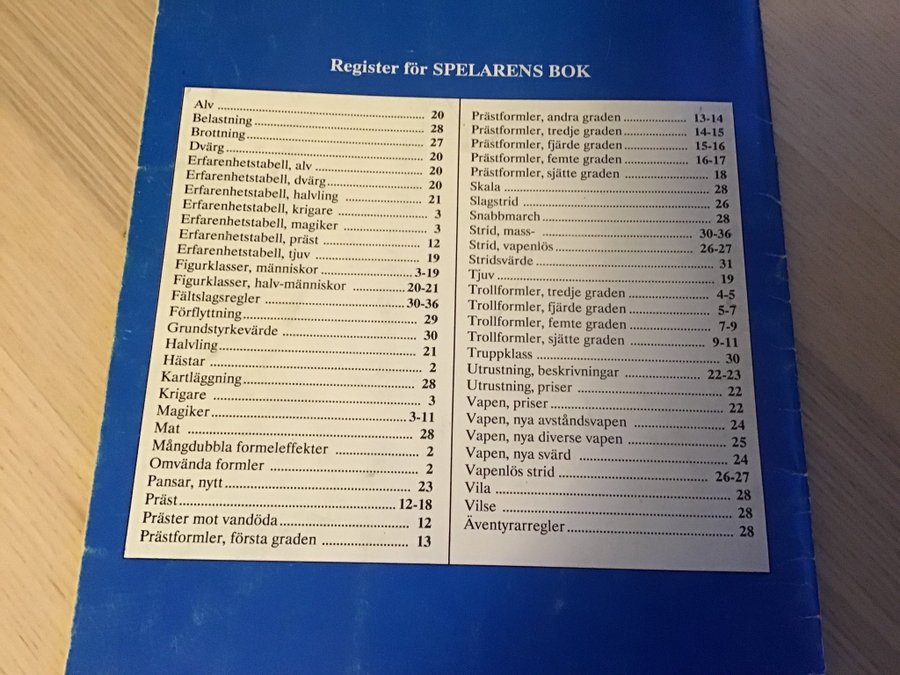 Register för SPELARENS BOK
Alv ........ 20
Belastning ........ 28
Brottning ........ 27
Dvärg ........ 20
Erfarenhetstabell, alv ........ 20
Erfarenhetstabell, dvärg ........ 20
Erfarenhetstabell, halvling ........ 21
Erfarenhetstabell, krigare ........ 3
Erfarenhetstabell, magiker ........ 3
Erfarenhetstabell, präst ........ 12
Erfarenhetstabell, tjuv ........ 19
Figurklasser, människor ........ 3-19
Figurklasser, halv-människor ........ 20-21
Fältslagsregler ........ 30-36
Förflyttning ........ 29
Grundstyrkevärde ........ 30
Halvling ........ 21
Hästar ........ 2
Kartläggning ........ 28
Krigare ........ 3
Magiker ........ 3-11
Mat ........ 28
Mångdubbla formeleffekter ........ 2
Omvända formler ........ 2
Pansar, nytt ........ 23
Präst ........ 12-18
Präster mot vandöda ........ 12
Prästformler, första graden ........ 13
Prästformler, andra graden ........ 13-14
Prästformler, tredje graden ........ 14-15
Prästformler, fjärde graden ........ 15-16
Prästformler, femte graden ........ 16-17
Prästformler, sjätte graden ........ 18
Skala ........ 28
Slagstrid ........ 26
Snabbmarch ........ 28
Strid, mass- ........ 30-36
Strid, vapenlös ........ 26-27
Stridsvärde ........ 31
Tjuv ........ 19
Trollformler, tredje graden ........ 4-5
Trollformler, fjärde graden ........ 5-7
Trollformler, femte graden ........ 7-9
Trollformler, sjätte graden ........ 9-11
Truppklass ........ 30
Utrustning, beskrivningar ........ 22-23
Utrustning, priser ........ 22
Vapen, priser ........ 22
Vapen, nya avståndsvapen ........ 24
Vapen, nya diverse vapen ........ 25
Vapen, nya svärd ........ 24
Vapenlös strid ........ 26-27
Vila ........ 28
Vilse ........ 28
Äventyrarregler ........ 28